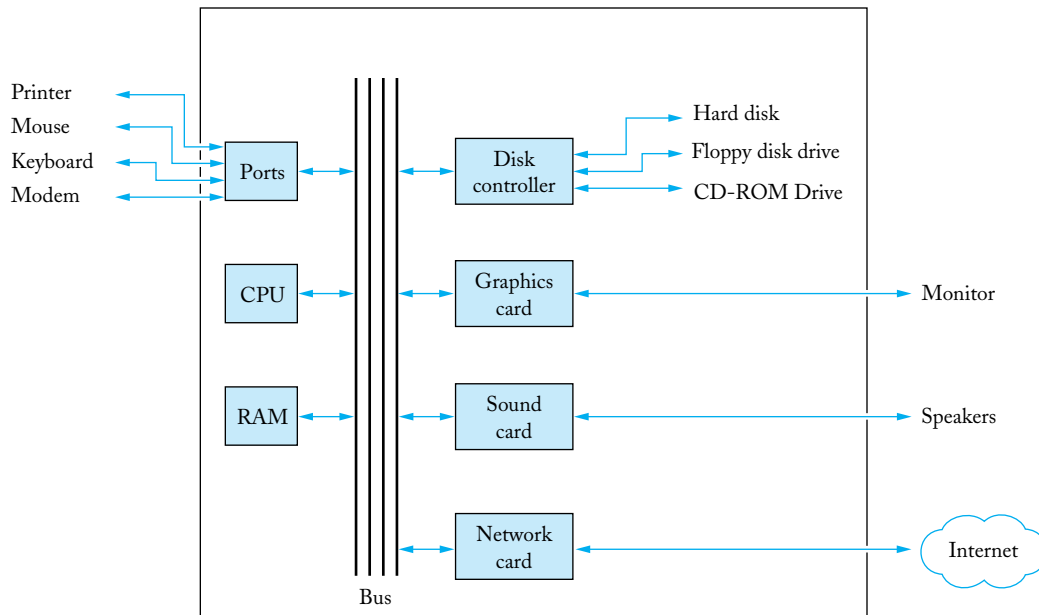 Printer
Mouse
Keyboard
Modem
Ports
CPU
RAM
Bus
Disk
controller
Hard disk
Floppy disk drive
CD-ROM Drive
Graphics
card
Monitor
Sound
card
Speakers
Network
card
Internet